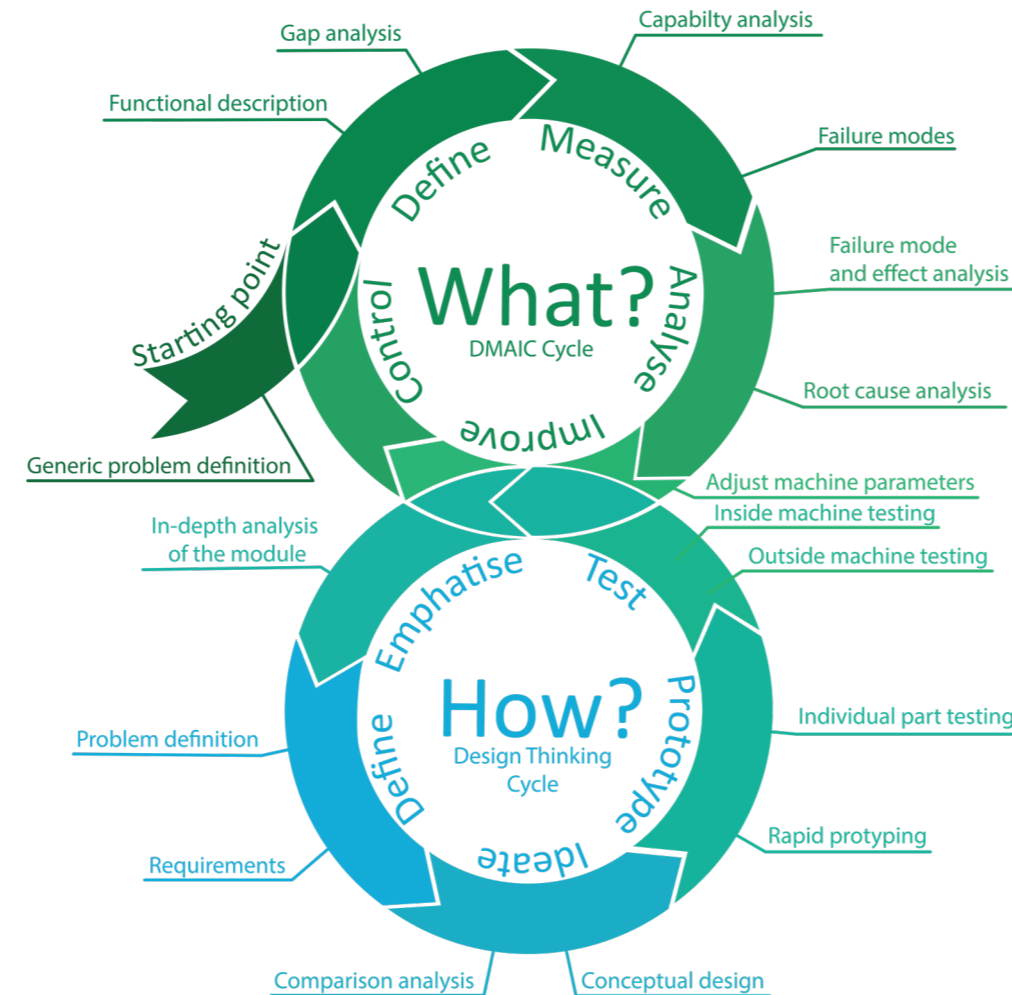 Gap analysis
Capabilty analysis
Functional description
Failure modes
Define
Measure
Analyse
Improve
Control
What?
DMAIC Cycle
Starting point
Generic problem definition
Failure mode
and effect analysis
Root cause analysis
Adjust machine parameters
Inside machine testing
Outside machine testing
In-depth analysis
of the module
Emphatise
Test
Prototype
Ideate
Define
How?
Design Thinking
Cycle
Problem definition
Individual part testing
Requirements
Rapid protyping
Comparison analysis
Conceptual design